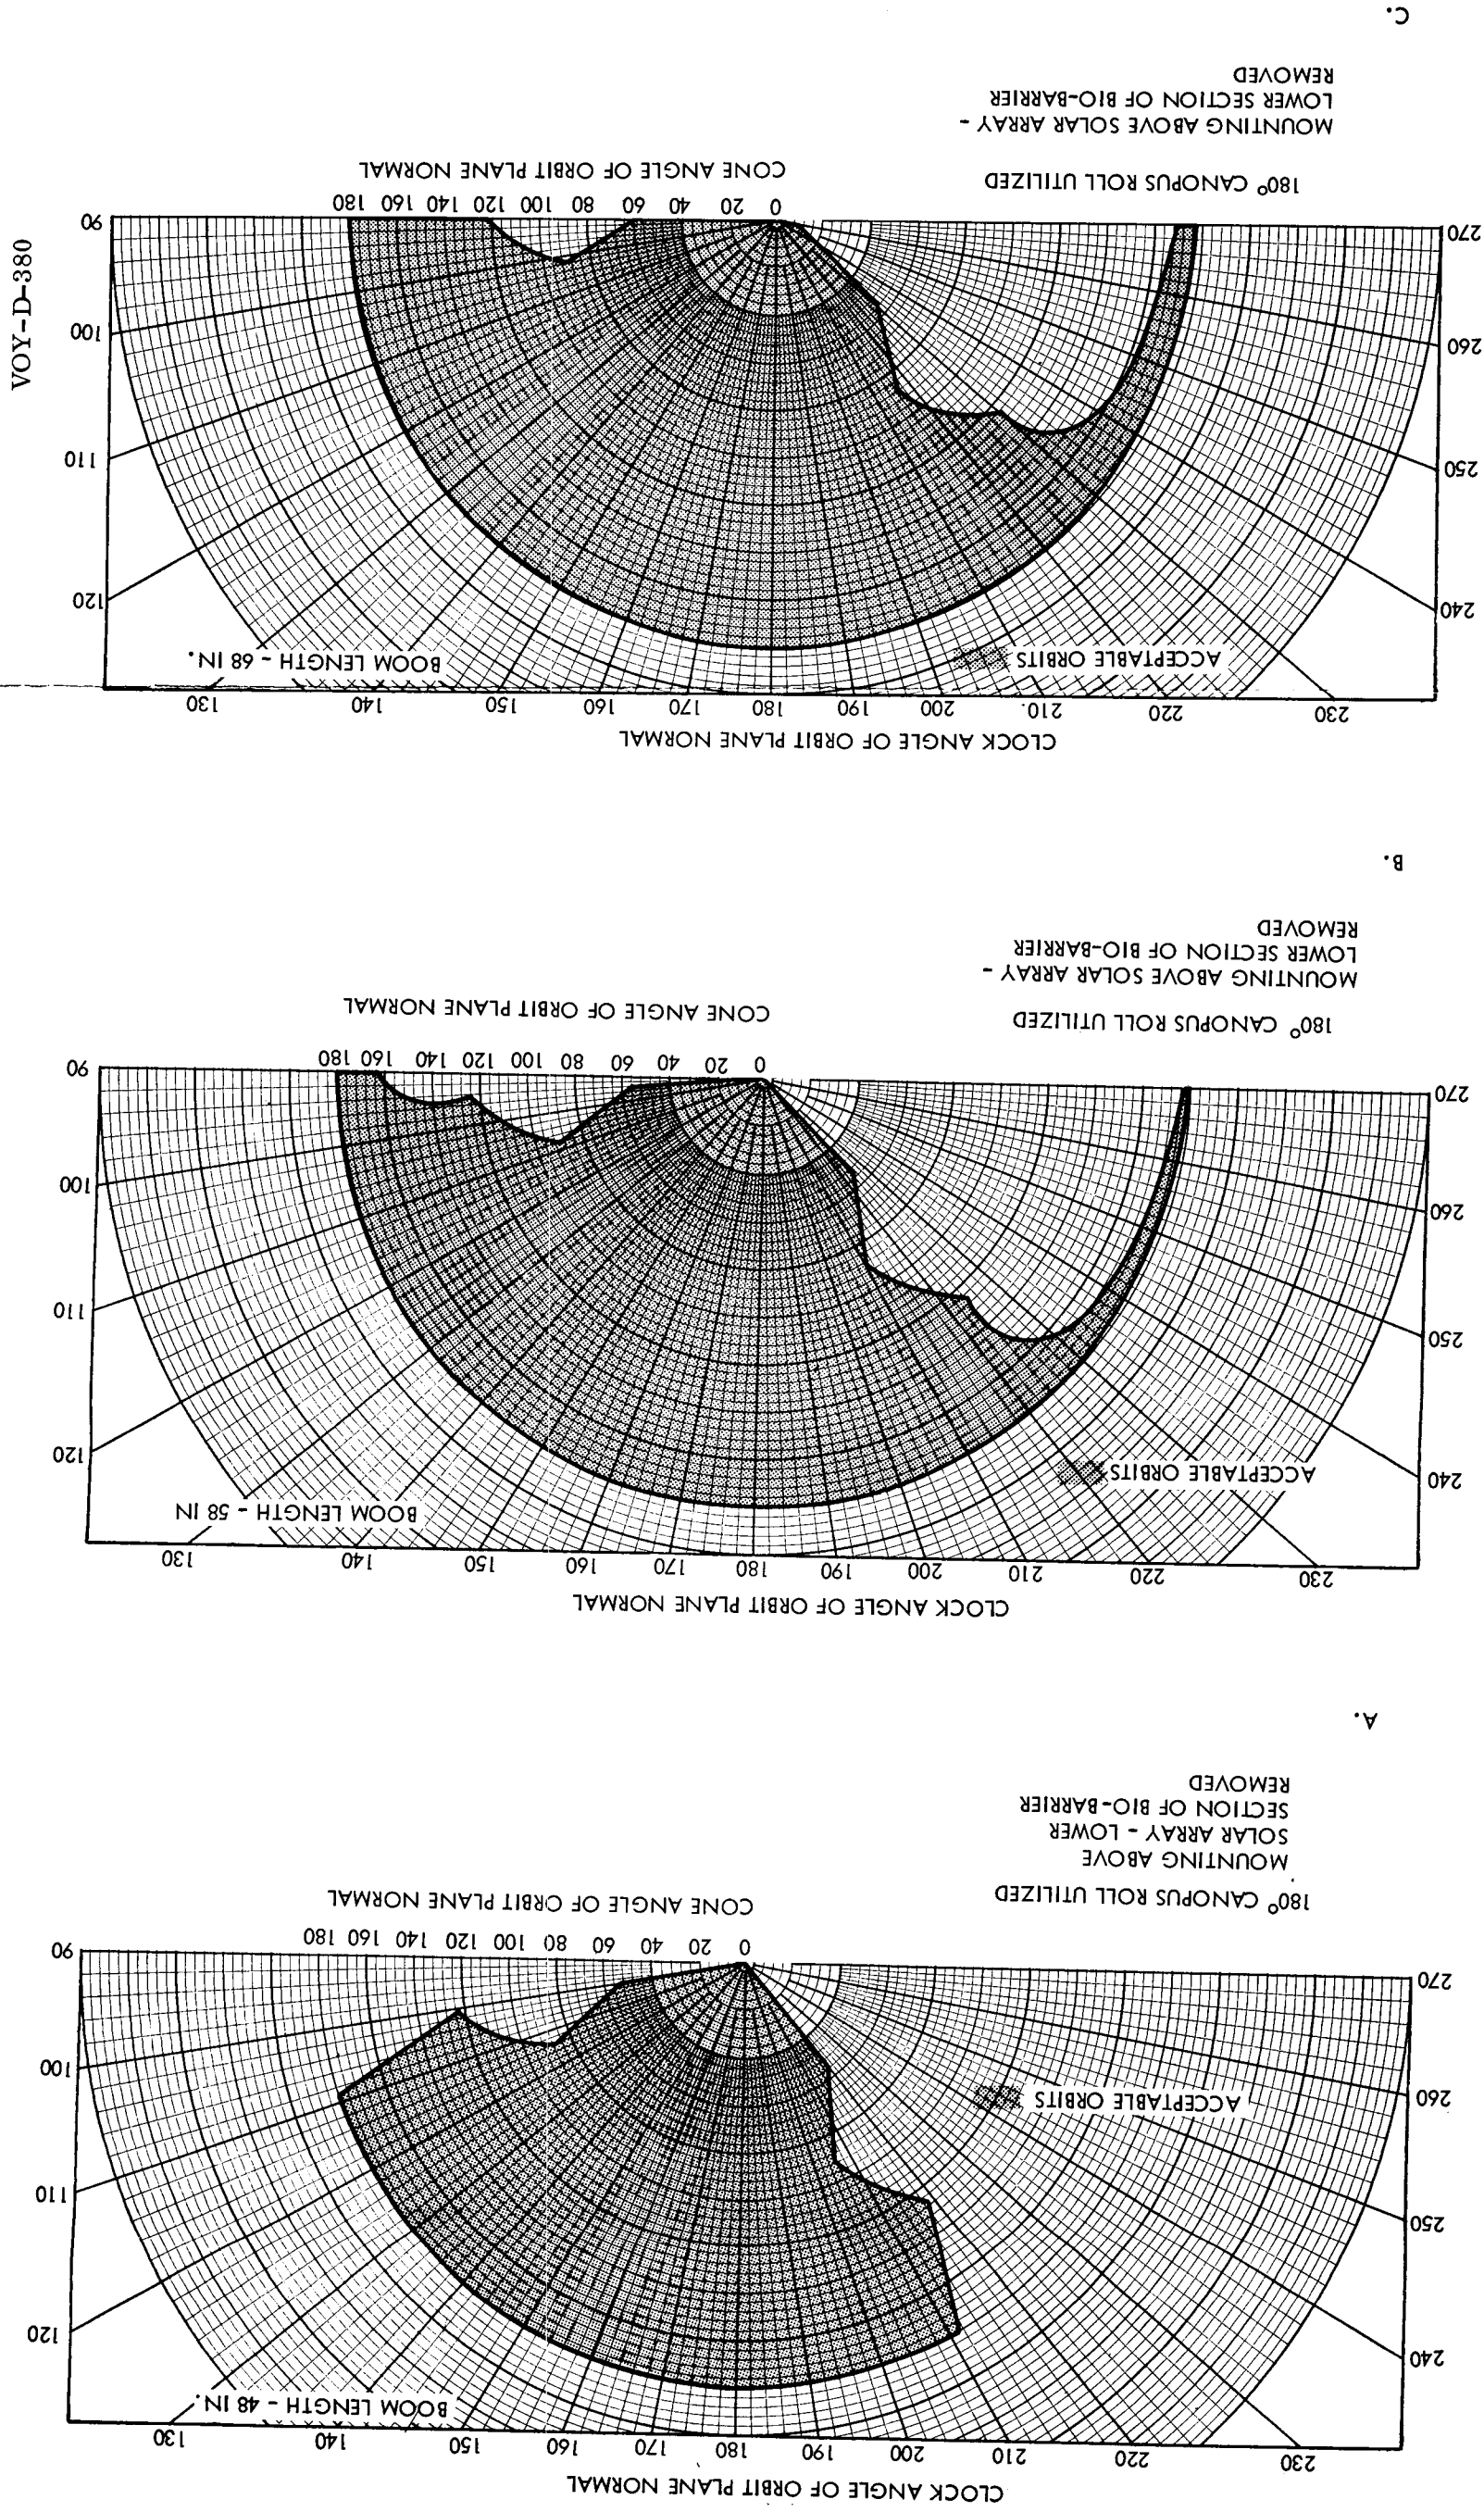 CLOCK ANGLE OF ORBIT PLANE NORMAL
230 220 210 200 190 180 170 160 150 140 130
BOOM LENGTH - 48 IN.
240 120
250 110
ACCEPTABLE ORBITS
260 100
270 90
0 20 40 60 80 100 120 140 160 180
CONE ANGLE OF ORBIT PLANE NORMAL
180° CANOPUS ROLL UTILIZED
MOUNTING ABOVE
SOLAR ARRAY - LOWER
SECTION OF BIO-BARRIER
REMOVED
A.
CLOCK ANGLE OF ORBIT PLANE NORMAL
230 220 210 200 190 180 170 160 150 140 130
BOOM LENGTH - 58 IN
ACCEPTABLE ORBITS
240 120
250 110
260 100
270 90
0 20 40 60 80 100 120 140 160 180
CONE ANGLE OF ORBIT PLANE NORMAL
180° CANOPUS ROLL UTILIZED
MOUNTING ABOVE SOLAR ARRAY -
LOWER SECTION OF BIO-BARRIER
REMOVED
B.
CLOCK ANGLE OF ORBIT PLANE NORMAL
230 220 210. 200 190 180 170 160 150 140 130
ACCEPTABLE ORBITS
BOOM LENGTH - 68 IN.
240 120
250 110
260 100
270 90
0 20 40 60 80 100 120 140 160 180
CONE ANGLE OF ORBIT PLANE NORMAL
180° CANOPUS ROLL UTILIZED
MOUNTING ABOVE SOLAR ARRAY -
LOWER SECTION OF BIO-BARRIER
REMOVED
C.
VOY-D-380